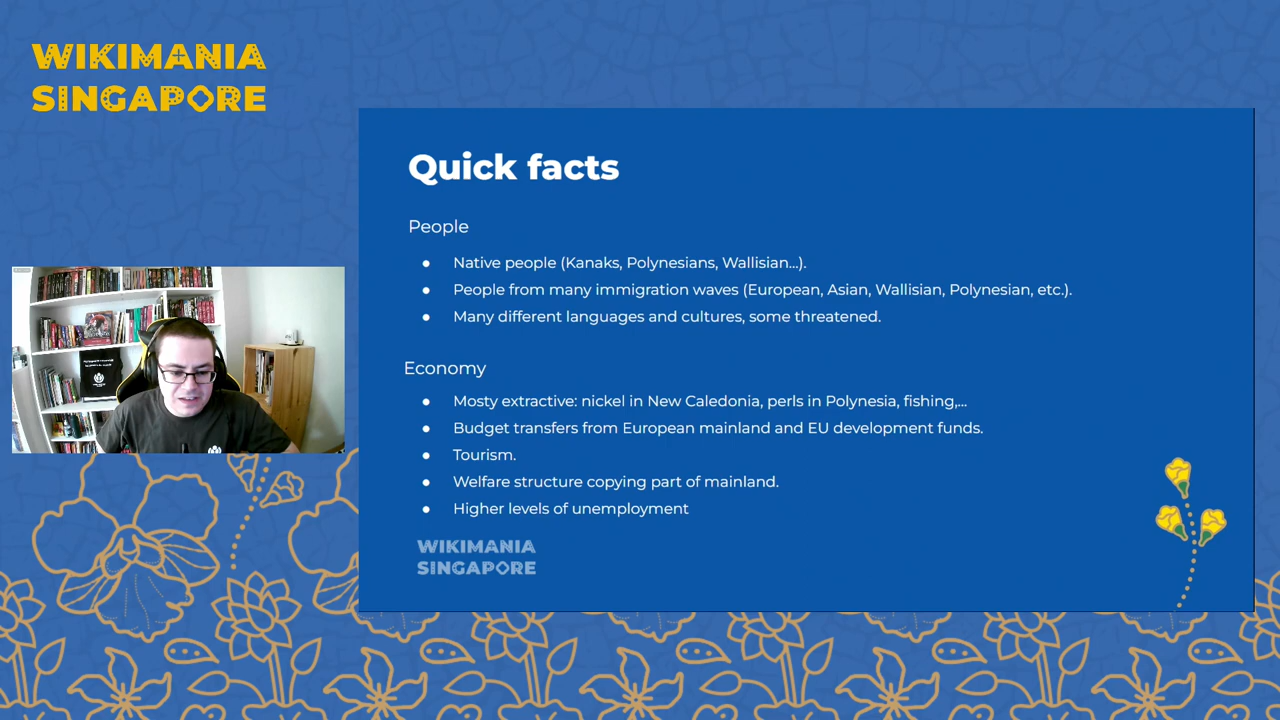 WIKIMANIA
SINGAPORE
Quick facts
People
● Native people (Kanaks, Polynesians, Wallisian...).
● People from many immigration waves (European, Asian, Wallisian, Polynesian, etc.).
● Many different languages and cultures, some threatened.
Economy
● Mosty extractive: nickel in New Caledonia, perls in Polynesia, fishing,...
● Budget transfers from European mainland and EU development funds.
● Tourism.
● Welfare structure copying part of mainland.
● Higher levels of unemployment
WIKIMANIA
SINGAPORE